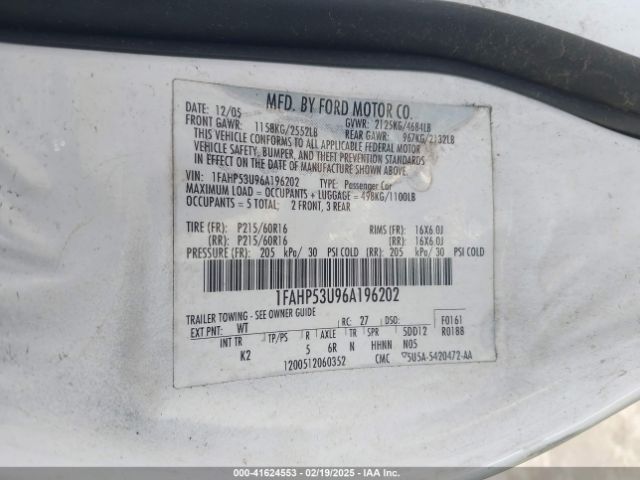 MFD. BY FORD MOTOR CO.
DATE: 12/05 GVWR: 2125KG/4684LB
FRONT GAWR: 1158KG/2552LB REAR GAWR: 967KG/2132LB
THIS VEHICLE CONFORMS TO ALL APPLICABLE FEDERAL MOTOR
VEHICLE SAFETY, BUMPER, AND THEFT PREVENTION STANDARDS
IN EFFECT ON THE DATE OF MANUFACTURE SHOWN ABOVE.
VIN: 1FAHP53U96A196202 TYPE: Passenger Car
MAXIMUM LOAD = OCCUPANTS + LUGGAGE = 498KG/1100LB
OCCUPANTS = 5 TOTAL: 2 FRONT, 3 REAR
TIRE (FR): P215/60R16 RIMS (FR): 16X6.0J
(RR): P215/60R16 (RR): 16X6.0J
PRESSURE (FR): 205 kPa/ 30 PSI COLD (RR): 205 kPa/ 30 PSI COLD
1FAHP53U96A196202
TRAILER TOWING - SEE OWNER GUIDE
EXT PNT: WT RC: 27 DSO: F0161
INT TR TP/PS R AXLE TR SPR SDD12 R0188
K2 5 6R N HHNN N05
1200512060352 CMC 5U5A-5420472-AA
000-41624553 - 02/19/2025 - IAA Inc.